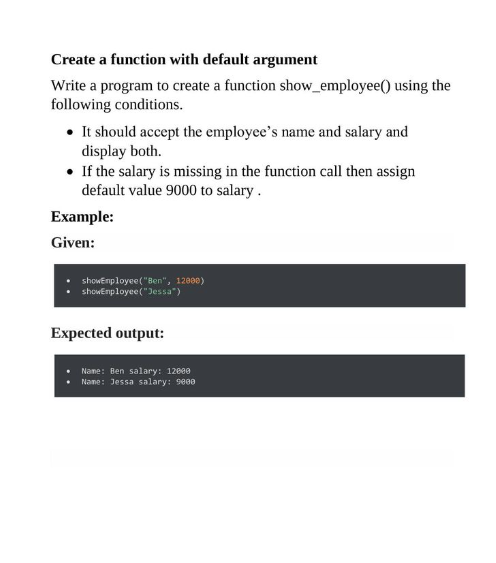 Create a function with default argument
Write a program to create a function show_employee() using the
following conditions.
• It should accept the employee’s name and salary and
display both.
• If the salary is missing in the function call then assign
default value 9000 to salary .
Example:
Given:
• showEmployee("Ben", 12000)
• showEmployee("Jessa")
Expected output:
• Name: Ben salary: 12000
• Name: Jessa salary: 9000